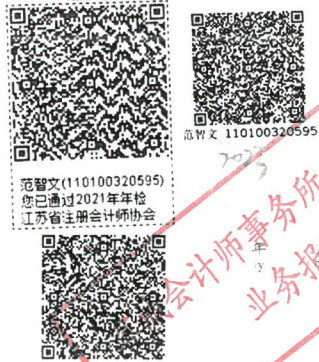 范智文(110100320595)
您已通过2021年年检
江苏省注册会计师协会
范智文 110100320595
年
y
会计师事务所
业务报